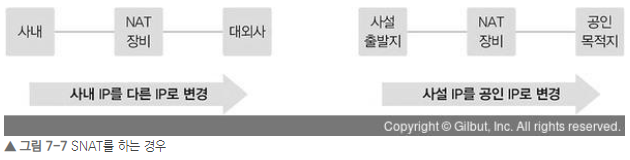 사내
NAT
장비
대외사
사내 IP를 다른 IP로 변경
사설
출발지
NAT
장비
공인
목적지
사설 IP를 공인 IP로 변경
Copyright © Gilbut, Inc. All rights reserved.
▲ 그림 7-7 SNAT를 하는 경우